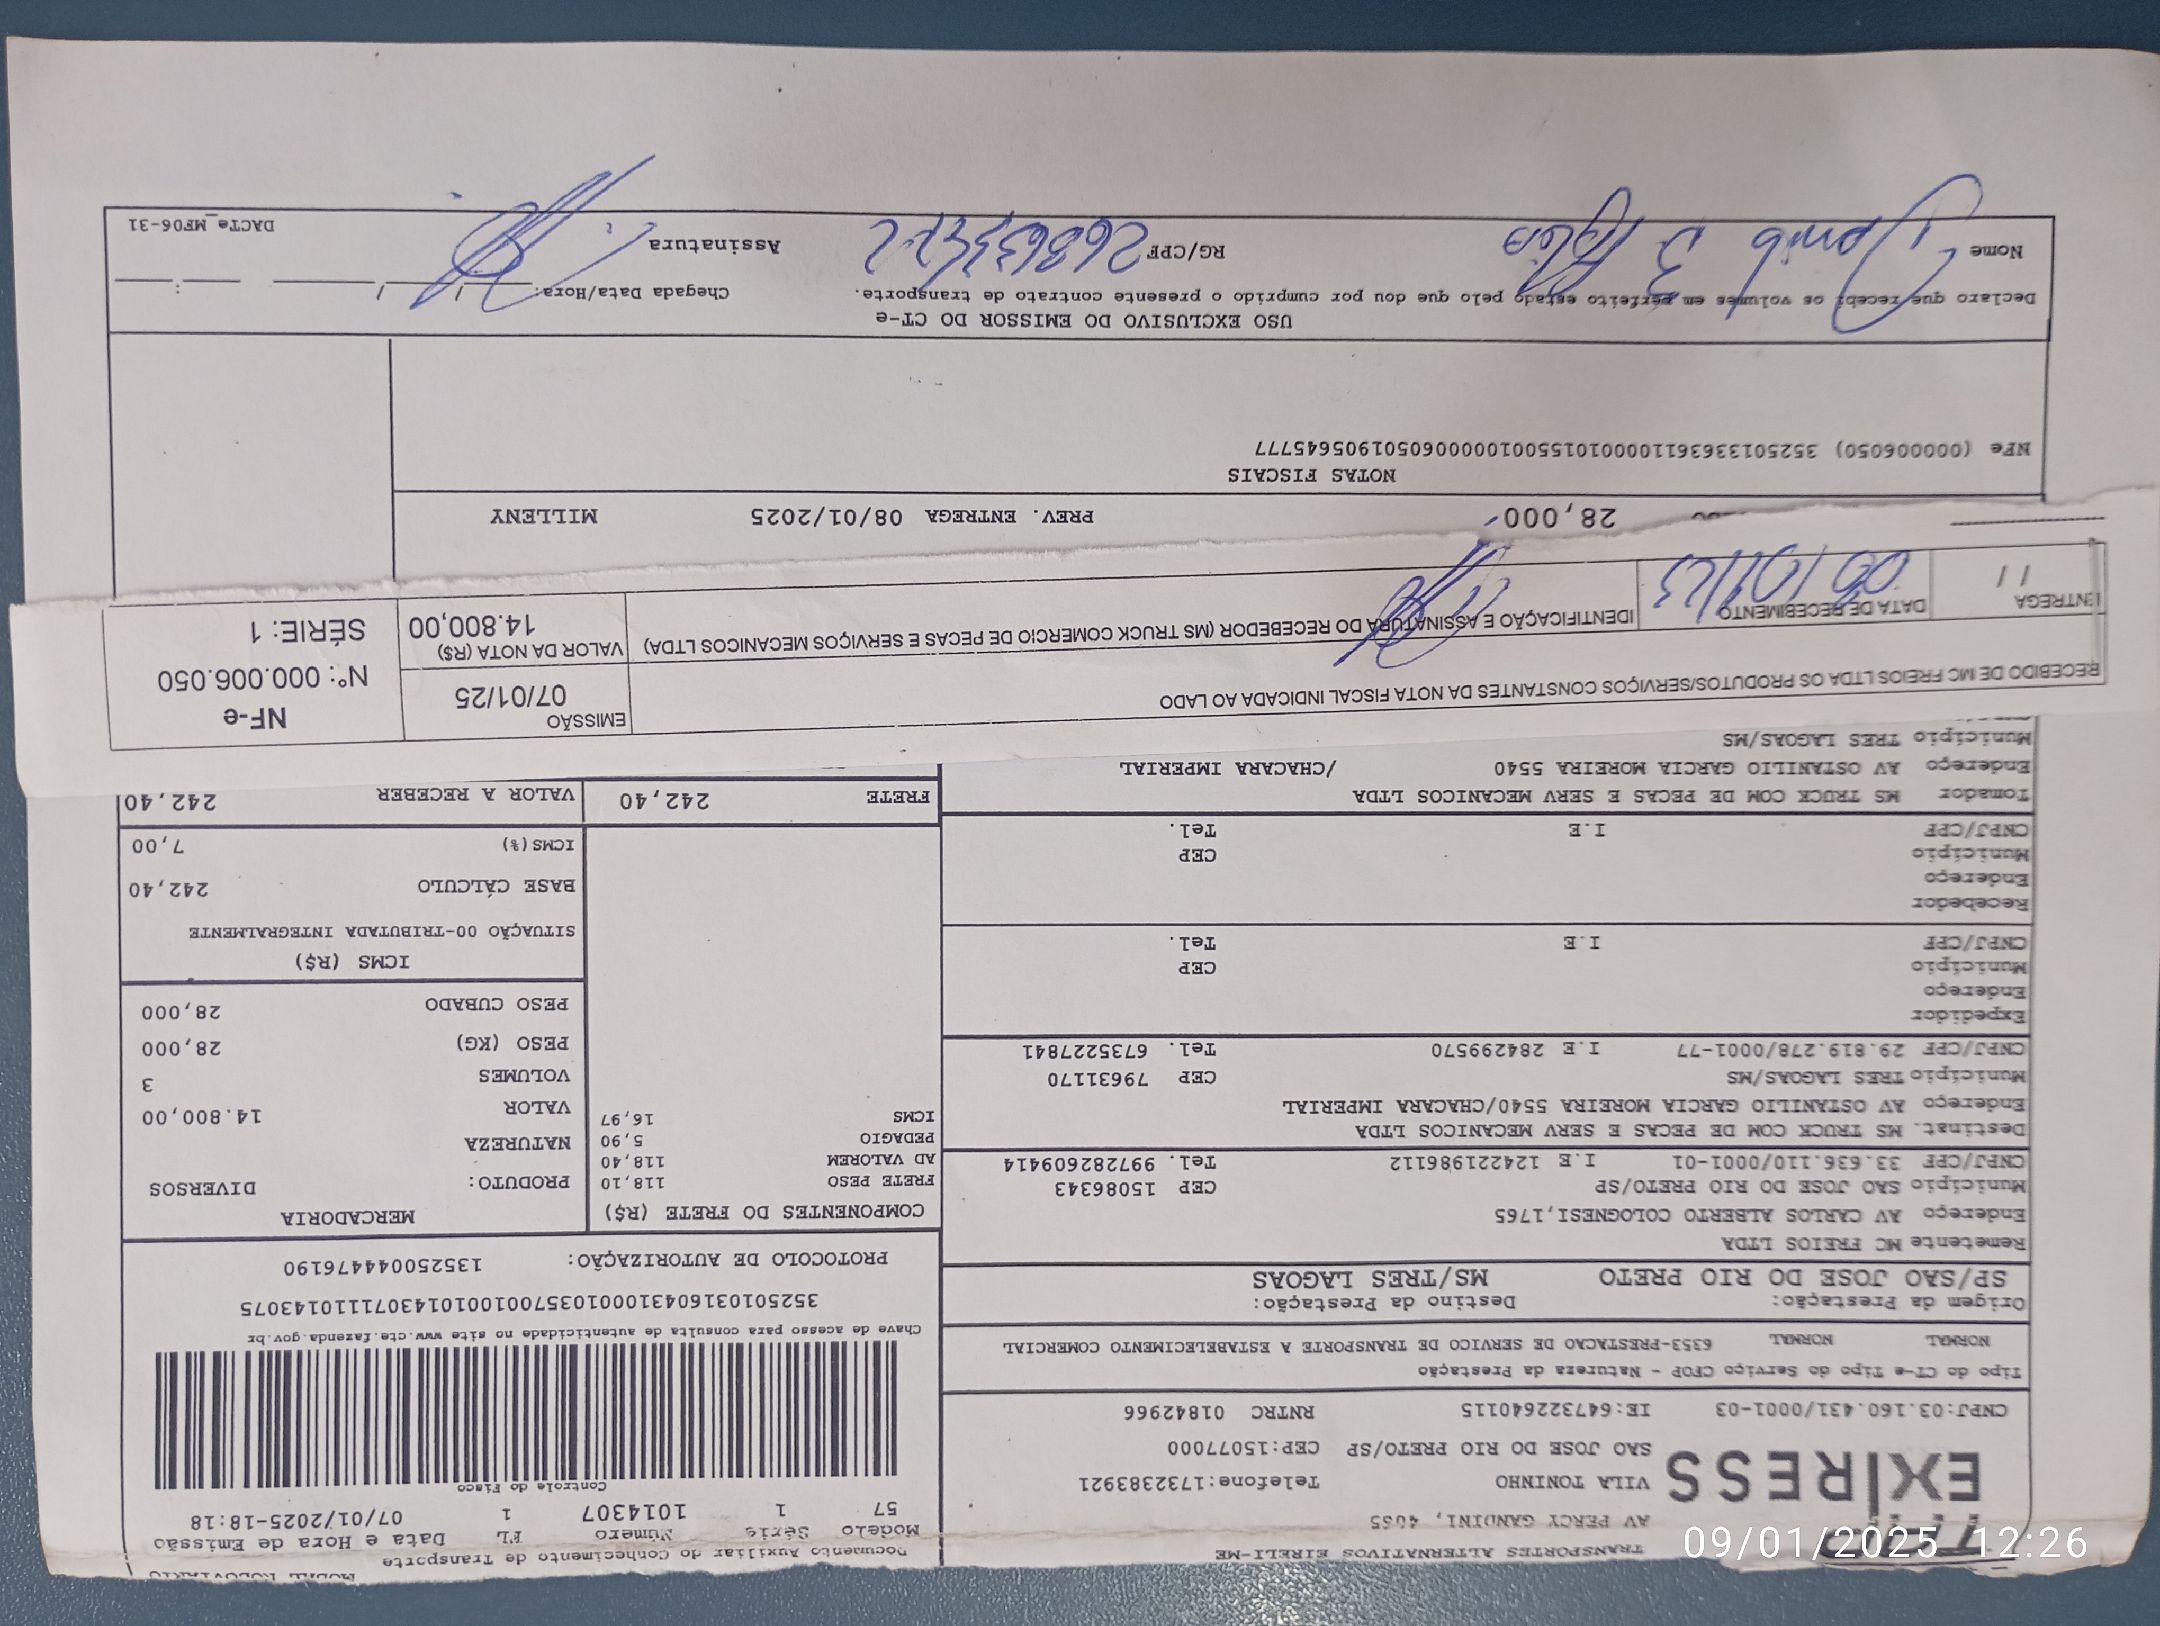 TRANSPORTES ALTERNATIVOS EIRELI-ME
AV PERCY GANDINI, 4065
EXPRESS
VILA TONINHO Telefone:1732383921
SAO JOSE DO RIO PRETO/SP CEP:15077000
CNPJ:03.160.431/0001-03 IE:647322640115 RNTRC 01842966
Documento Auxiliar do Conhecimento de Transporte
Modelo Série Número FL Data e Hora de Emissão
57 1 1014307 1 07/01/2025-18:18
Controle do Fisco
Chave de acesso para consulta de autenticidade no site www.cte.fazenda.gov.br
35250103160431000103570010010143071110143075
PROTOCOLO DE AUTORIZAÇÃO: 135250044476190
Tipo do CT-e Tipo do Serviço CFOP - Natureza da Prestação
NORMAL NORMAL 6353-PRESTACAO DE SERVICO DE TRANSPORTE A ESTABELECIMENTO COMERCIAL
Origem da Prestação: Destino da Prestação:
SP/SAO JOSE DO RIO PRETO MS/TRES LAGOAS
Remetente MC FREIOS LTDA
Endereço AV CARLOS ALBERTO COLOGNESI,1765
Município SAO JOSE DO RIO PRETO/SP CEP 15086343
CNPJ/CPF 33.636.110/0001-01 I.E 124221986112 Tel. 997282609414
Destinat. MS TRUCK COM DE PECAS E SERV MECANICOS LTDA
Endereço AV OSTANILIO GARCIA MOREIRA 5540/CHACARA IMPERIAL
Município TRES LAGOAS/MS CEP 79631170
CNPJ/CPF 29.819.278/0001-77 I.E 284299570 Tel. 6735227841
Expedidor
Endereço
Município CEP
CNPJ/CPF I.E Tel.
Recebedor
Endereço
Município CEP
CNPJ/CPF I.E Tel.
Tomador MS TRUCK COM DE PECAS E SERV MECANICOS LTDA
Endereço AV OSTANILIO GARCIA MOREIRA 5540 /CHACARA IMPERIAL
Município TRES LAGOAS/MS
COMPONENTES DO FRETE (R$)
FRETE PESO 118,10
AD VALOREM 118,40
PEDAGIO 5,90
ICMS 16,97
FRETE 242,40
MERCADORIA
PRODUTO: DIVERSOS
NATUREZA
VALOR 14.800,00
VOLUMES 3
PESO (KG) 28,000
PESO CUBADO 28,000
ICMS (R$)
SITUAÇÃO 00-TRIBUTADA INTEGRALMENTE
BASE CÁLCULO 242,40
ICMS(%) 7,00
VALOR A RECEBER 242,40
RECEBIDO DE MC FREIOS LTDA OS PRODUTOS/SERVIÇOS CONSTANTES DA NOTA FISCAL INDICADA AO LADO
ENTREGA DATA DE RECEBIMENTO IDENTIFICAÇÃO E ASSINATURA DO RECEBEDOR (MS TRUCK COMERCIO DE PECAS E SERVIÇOS MECANICOS LTDA)
EMISSÃO
07/01/25
VALOR DA NOTA (R$)
14.800,00
NF-e
Nº: 000.006.050
SÉRIE: 1
28,000 PREV. ENTREGA 08/01/2025 MILLENY
NOTAS FISCAIS
NFe (000006050) 35250133636110000101550010000060501905645777
USO EXCLUSIVO DO EMISSOR DO CT-e
Declaro que recebi os volumes em perfeito estado pelo que dou por cumprido o presente contrato de transporte.
Chegada Data/Hora: / / :
Nome RG/CPF Assinatura
DACTe_MF06-31
09/01/2025 12:26